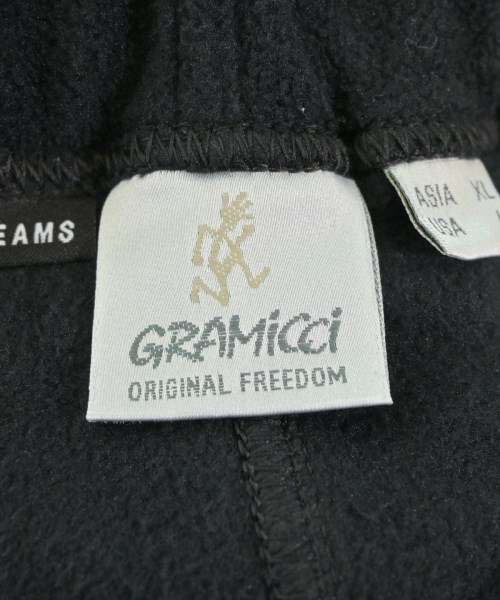 EAMS
GRAMiCCi
ORIGINAL FREEDOM
ASIA XL
USA